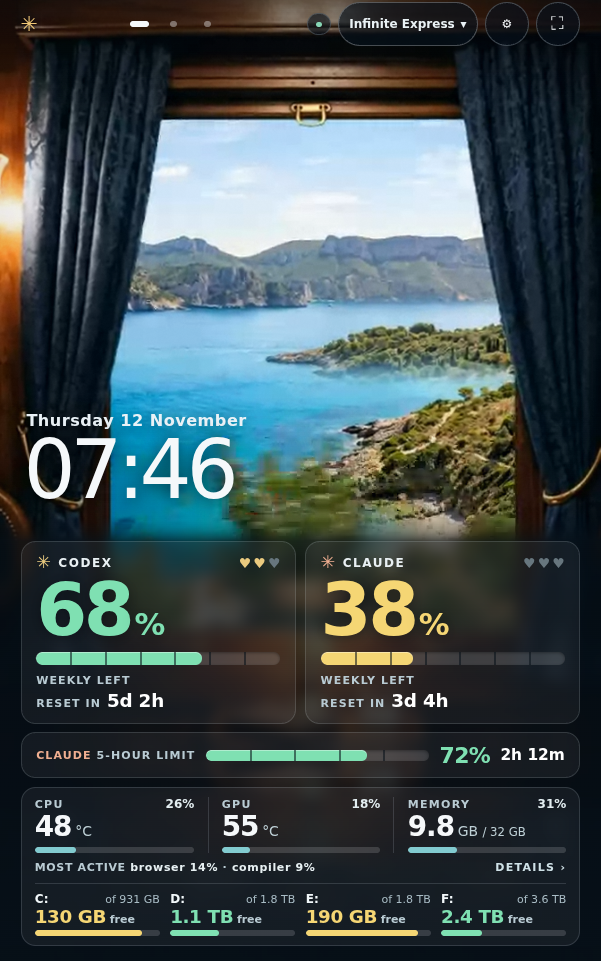 Infinite Express ▾
Thursday 12 November
07:46
CODEX
68%
WEEKLY LEFT
RESET IN 5d 2h
CLAUDE
38%
WEEKLY LEFT
RESET IN 3d 4h
CLAUDE 5-HOUR LIMIT 72% 2h 12m
CPU 26%
48 °C
GPU 18%
55 °C
MEMORY 31%
9.8 GB / 32 GB
MOST ACTIVE browser 14% · compiler 9% DETAILS ›
C: of 931 GB
130 GB free
D: of 1.8 TB
1.1 TB free
E: of 1.8 TB
190 GB free
F: of 3.6 TB
2.4 TB free